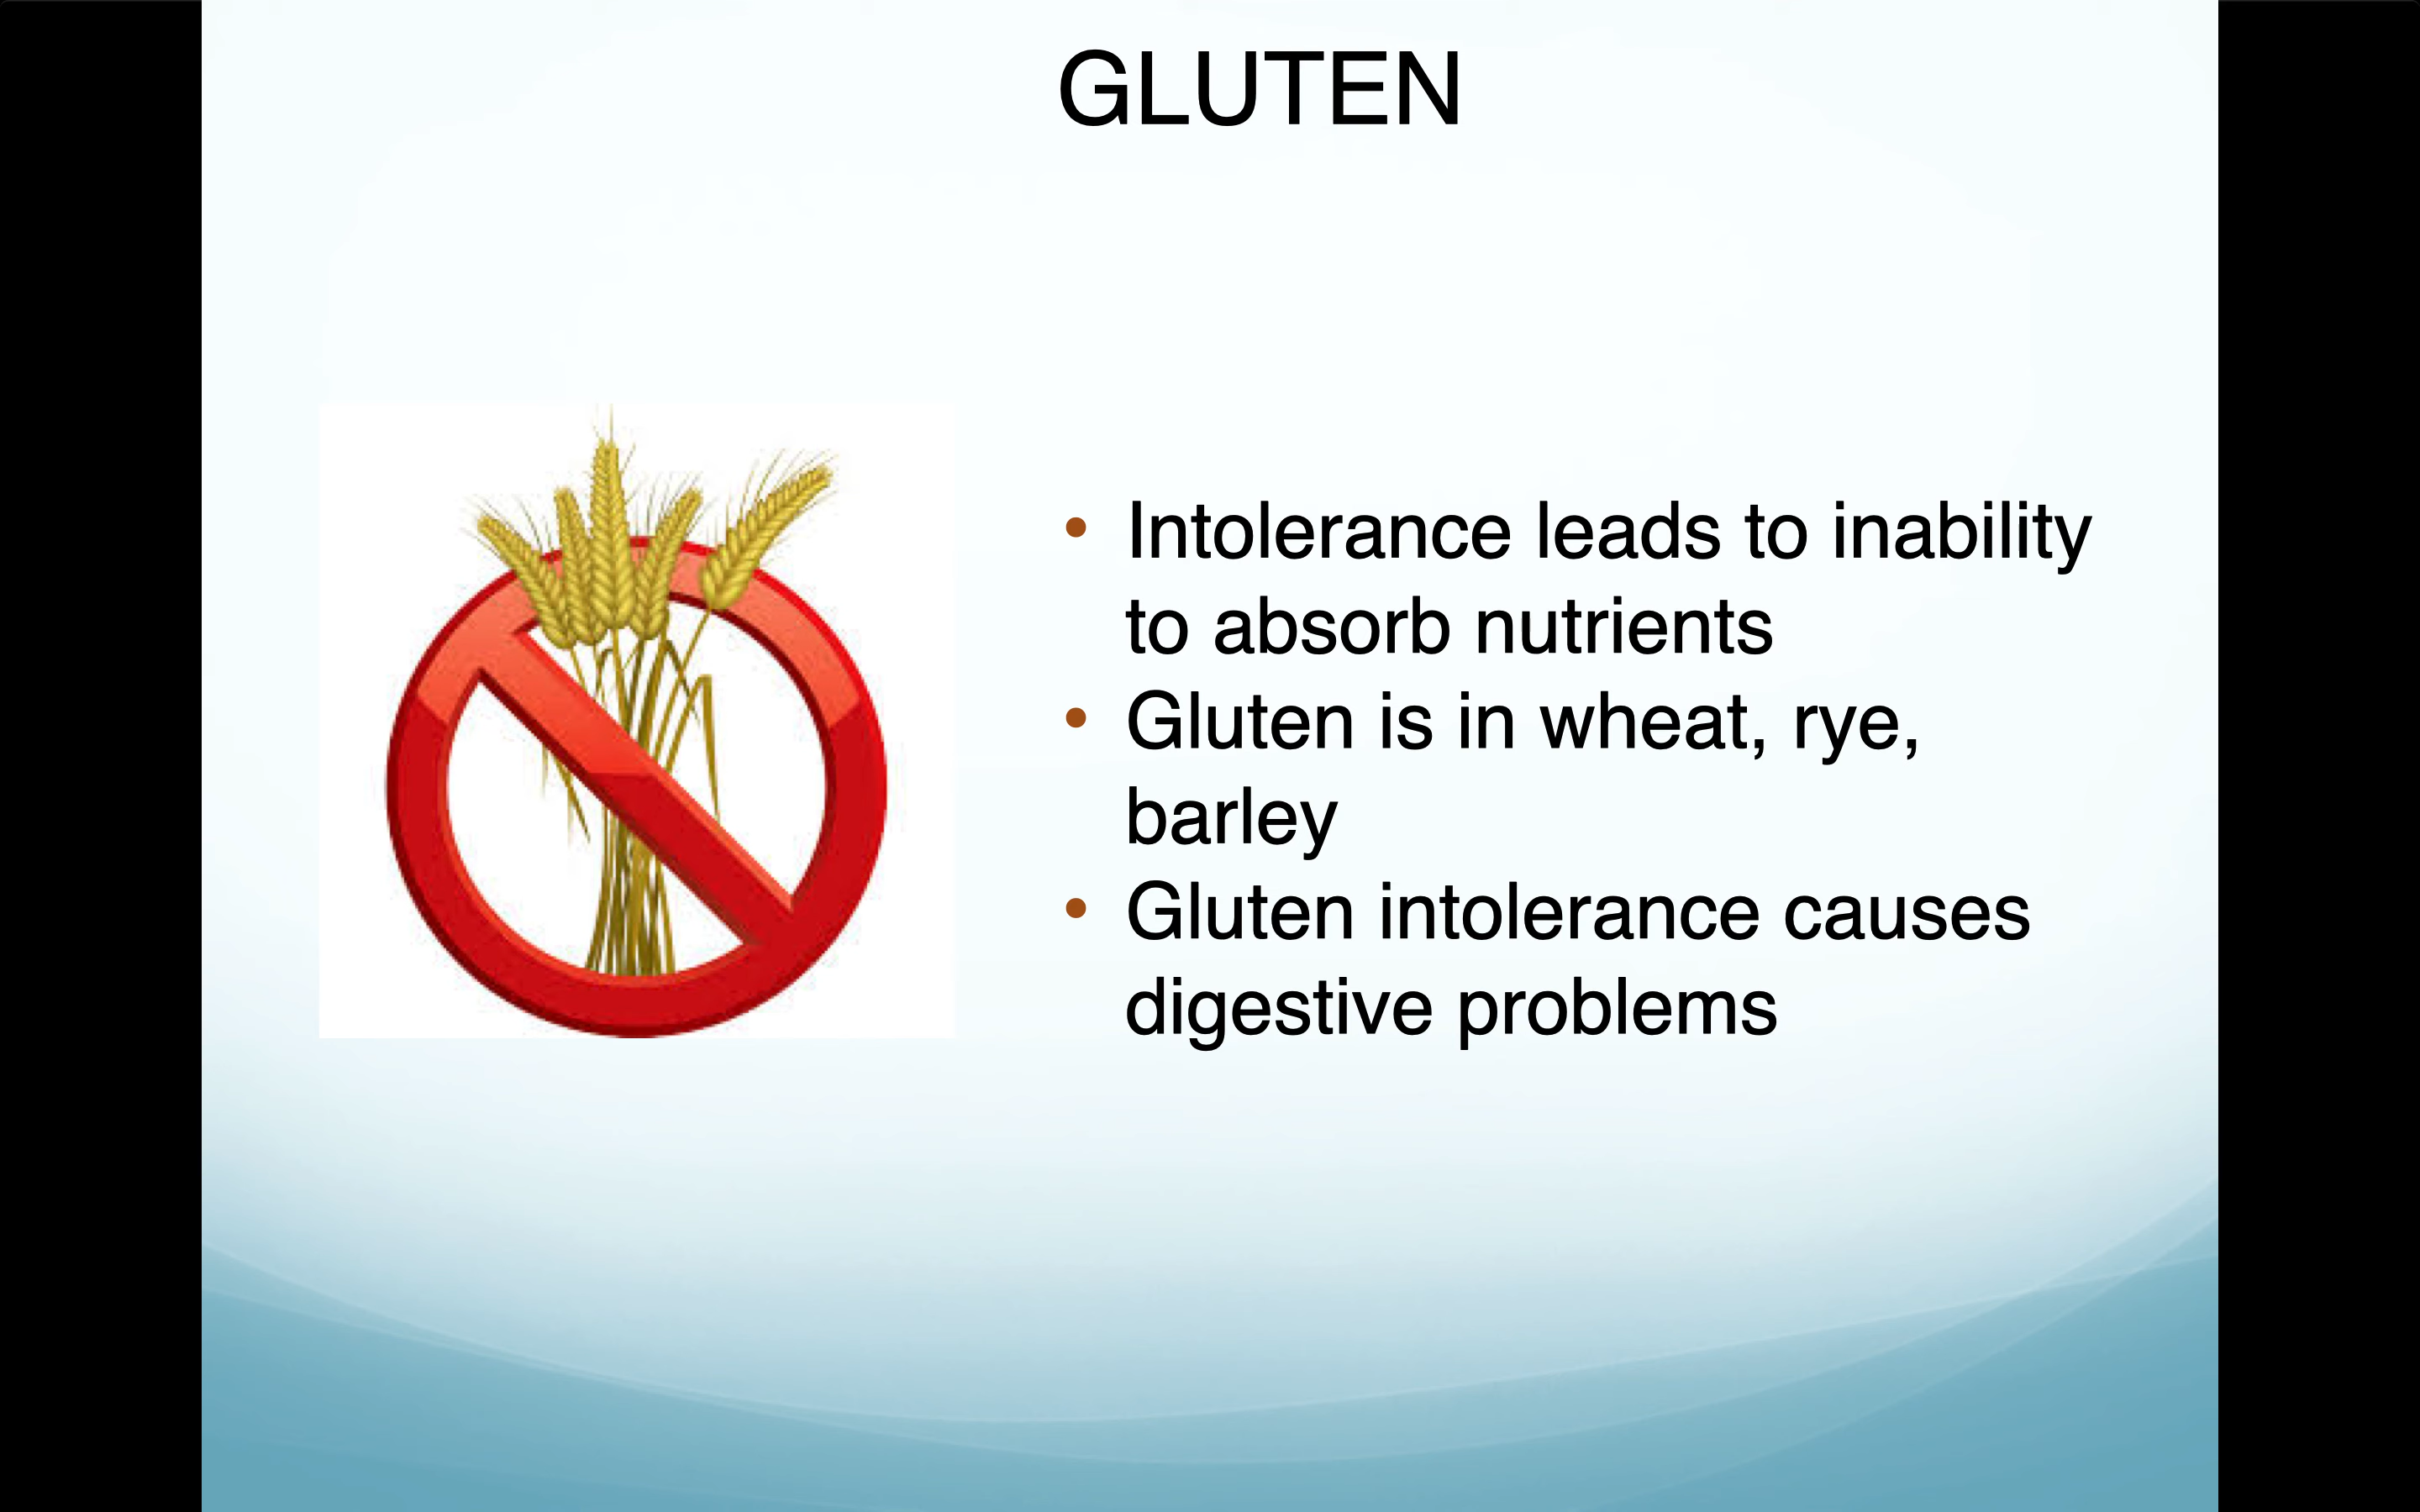 GLUTEN
• Intolerance leads to inability
to absorb nutrients
• Gluten is in wheat, rye,
barley
• Gluten intolerance causes
digestive problems